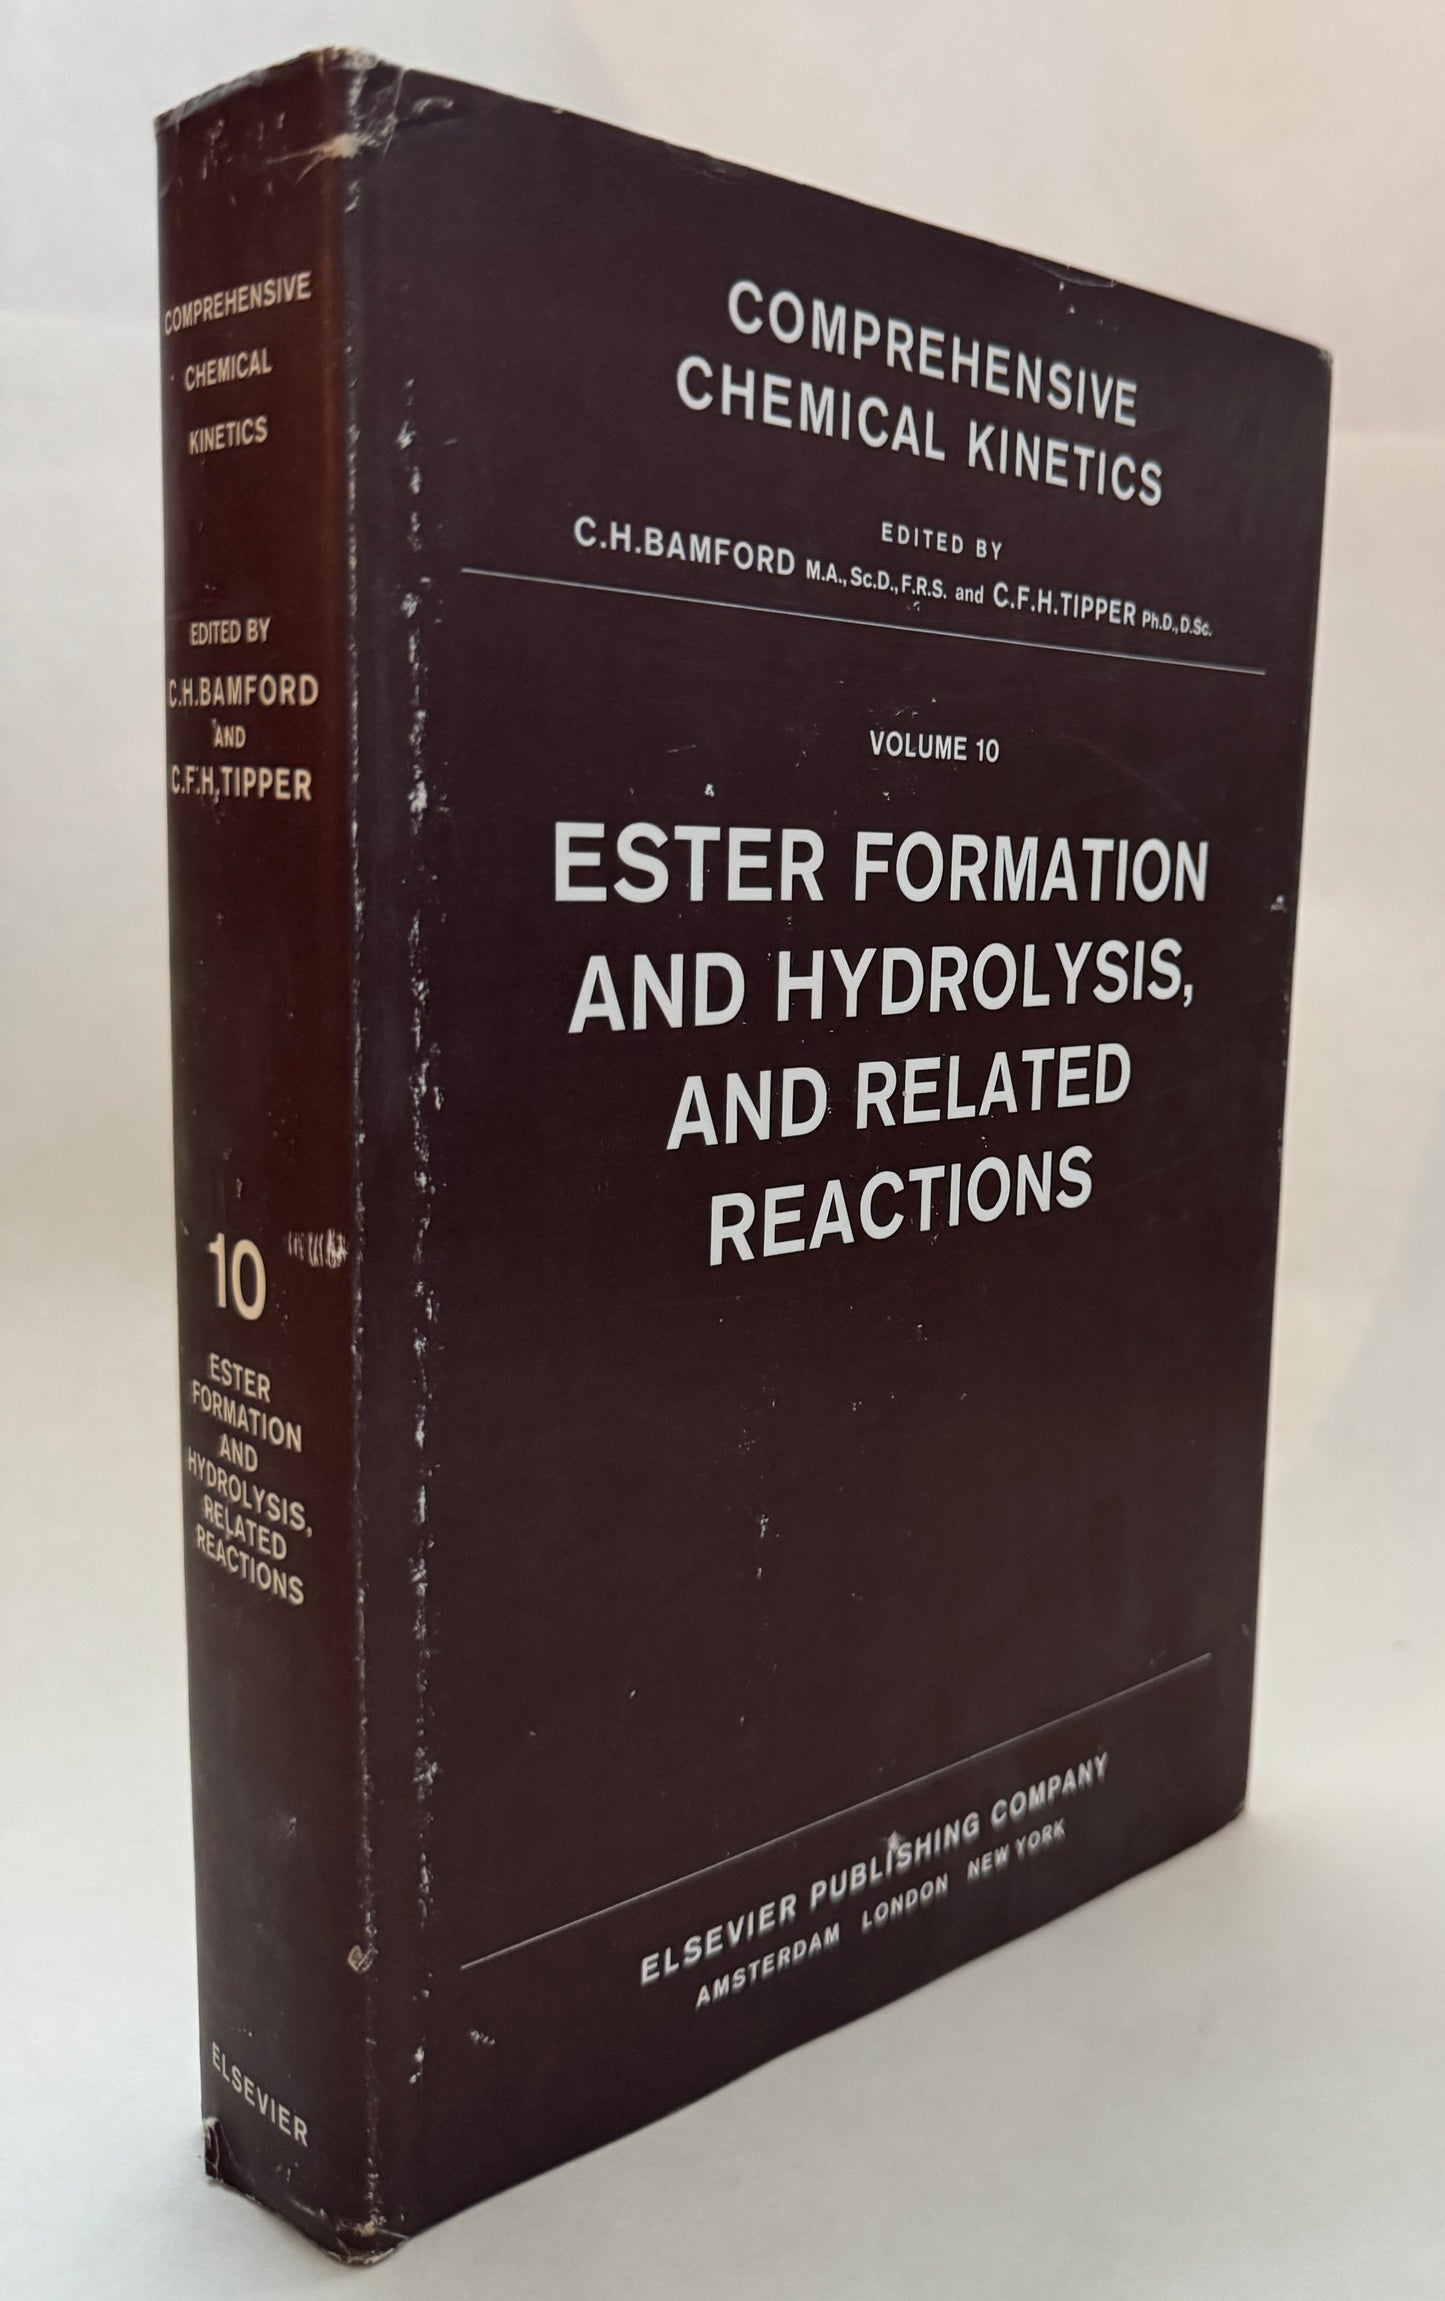 COMPREHENSIVE
CHEMICAL
KINETICS
EDITED BY
C.H.BAMFORD
AND
C.F.H.TIPPER
10
ESTER
FORMATION
AND
HYDROLYSIS,
RELATED
REACTIONS
ELSEVIER
COMPREHENSIVE
CHEMICAL KINETICS
EDITED BY
C.H.BAMFORD M.A., Sc.D., F.R.S. and C.F.H.TIPPER Ph.D., D.Sc.
VOLUME 10
ESTER FORMATION
AND HYDROLYSIS,
AND RELATED
REACTIONS
ELSEVIER PUBLISHING COMPANY
AMSTERDAM LONDON NEW YORK